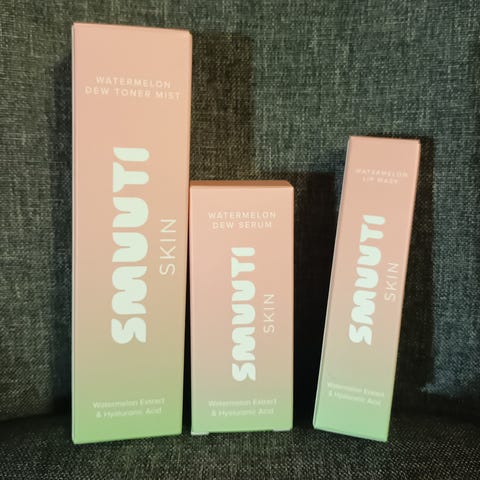 WATERMELON
DEW TONER MIST
SMUUTI
SKIN
Watermelon Extract
& Hyaluronic Acid
WATERMELON
DEW SERUM
SMUUTI
SKIN
Watermelon Extract
& Hyaluronic Acid
WATERMELON
LIP MASK
SMUUTI
SKIN
Watermelon Extract
& Hyaluronic Acid